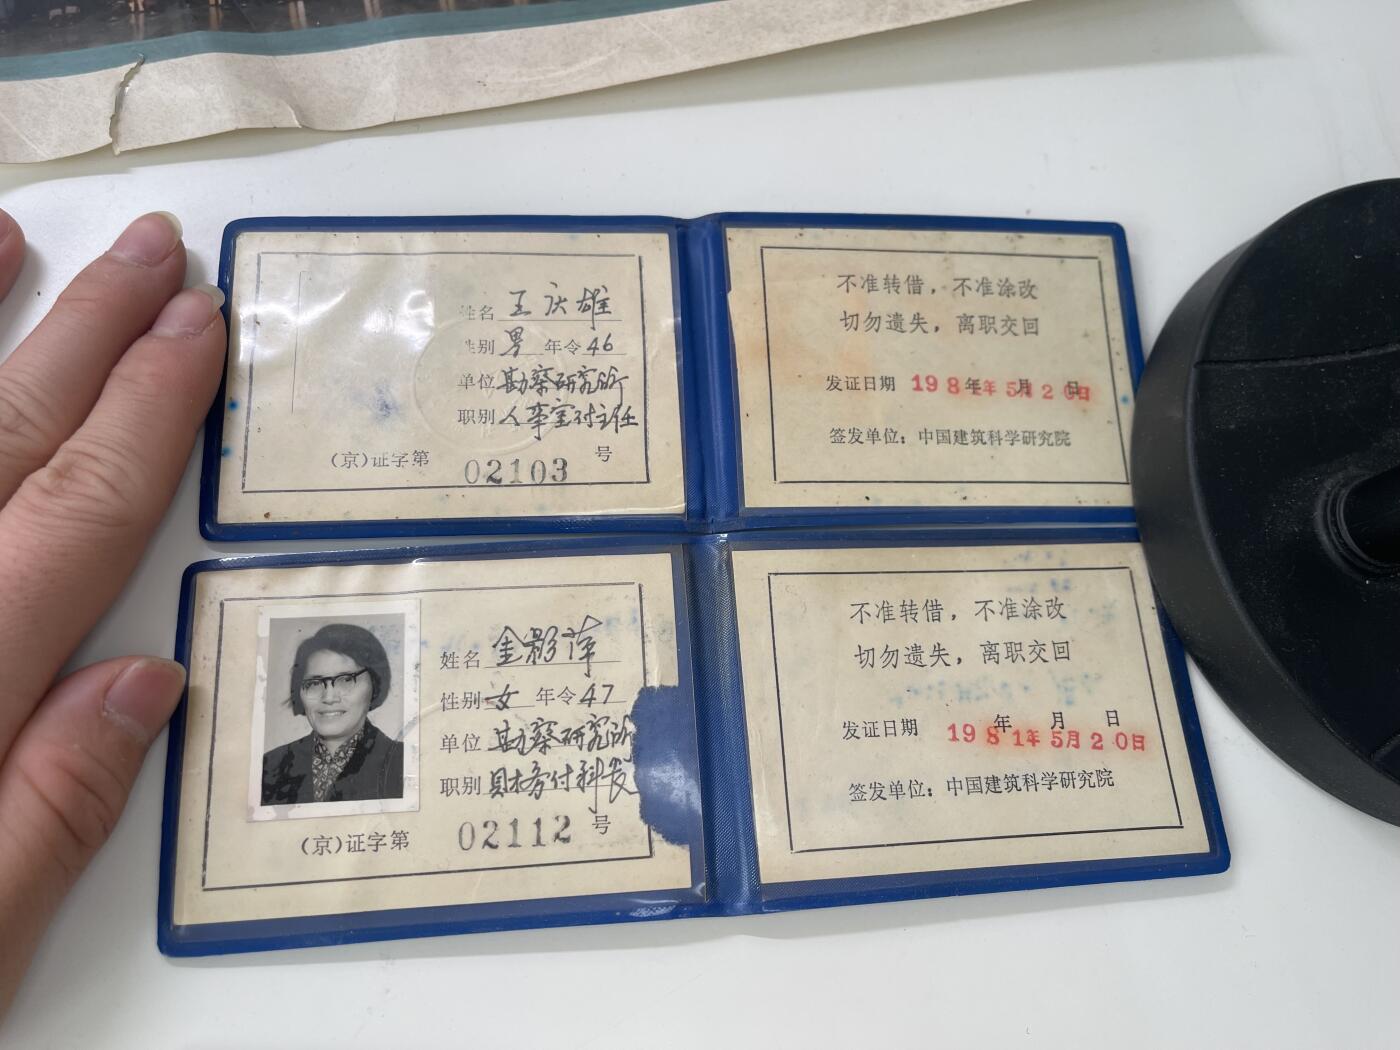 姓名 王庆雄
性别 男 年令 46
单位 勘察研究所
职别 人事室付主任
(京)证字第 02103 号
不准转借，不准涂改
切勿遗失，离职交回
发证日期 年 月 日
签发单位：中国建筑科学研究院
姓名 金影萍
性别 女 年令 47
单位 勘察研究所
职别 财务付科长
(京)证字第 02112 号
不准转借，不准涂改
切勿遗失，离职交回
发证日期 年 月 日
1981年5月20日
签发单位：中国建筑科学研究院